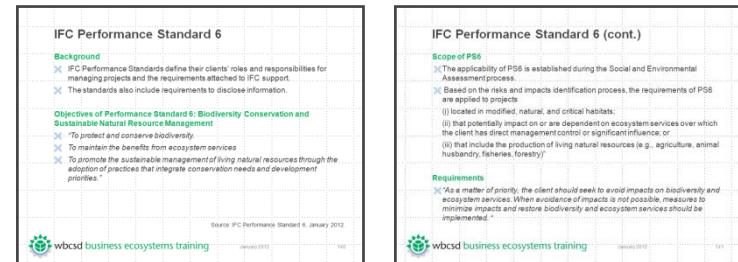 IFC Performance Standard 6
Background
IFC Performance Standards define their clients' roles and responsibilities for
managing projects and the requirements attached to IFC support.
The standards also include requirements to disclose information.
Objectives of Performance Standard 6: Biodiversity Conservation and
Sustainable Natural Resource Management
"To protect and conserve biodiversity.
To maintain the benefits from ecosystem services
To promote the sustainable management of living natural resources through the
adoption of practices that integrate conservation needs and development
priorities."
Source: IFC Performance Standard 6, January 2012.
wbcsd business ecosystems training
January 2012
140
IFC Performance Standard 6 (cont.)
Scope of PS6
The applicability of PS6 is established during the Social and Environmental
Assessment process.
Based on the risks and impacts identification process, the requirements of PS6
are applied to projects
(i) located in modified, natural, and critical habitats;
(ii) that potentially impact on or are dependent on ecosystem services over which
the client has direct management control or significant influence; or
(iii) that include the production of living natural resources (e.g., agriculture, animal
husbandry, fisheries, forestry)"
Requirements
"As a matter of priority, the client should seek to avoid impacts on biodiversity and
ecosystem services. When avoidance of impacts is not possible, measures to
minimize impacts and restore biodiversity and ecosystem services should be
implemented. "
wbcsd business ecosystems training
January 2012
141